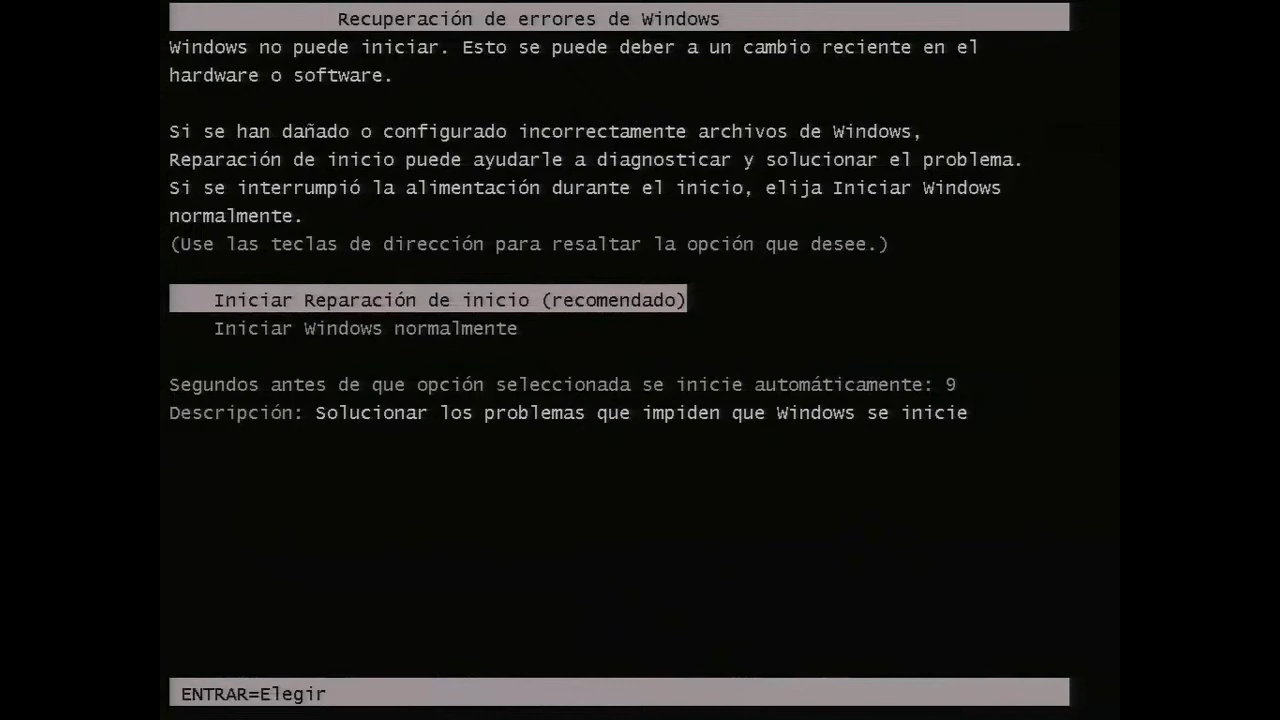 Recuperación de errores de Windows
Windows no puede iniciar. Esto se puede deber a un cambio reciente en el
hardware o software.
Si se han dañado o configurado incorrectamente archivos de Windows,
Reparación de inicio puede ayudarle a diagnosticar y solucionar el problema.
Si se interrumpió la alimentación durante el inicio, elija Iniciar Windows
normalmente.
(Use las teclas de dirección para resaltar la opción que desee.)
Iniciar Reparación de inicio (recomendado)
Iniciar Windows normalmente
Segundos antes de que opción seleccionada se inicie automáticamente: 9
Descripción: Solucionar los problemas que impiden que Windows se inicie
ENTRAR=Elegir